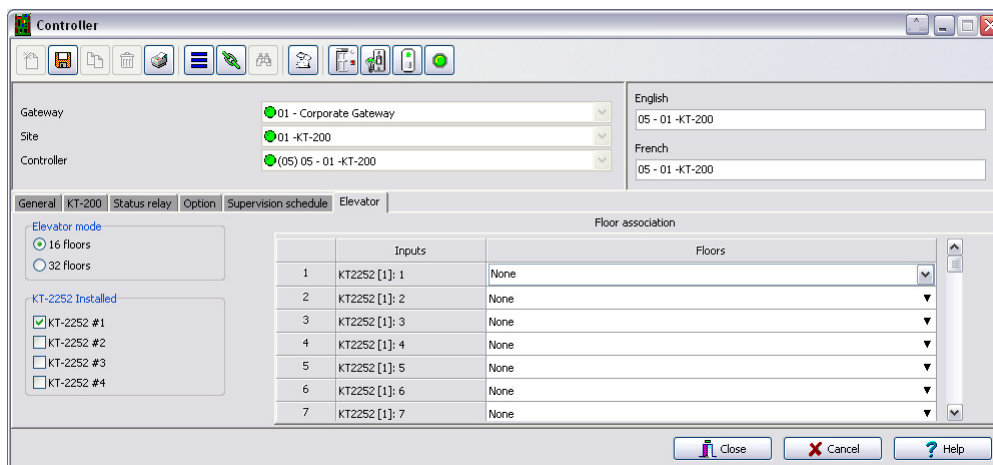 Controller
Gateway
01 - Corporate Gateway
Site
01 -KT-200
Controller
(05) 05 - 01 -KT-200
English
05 - 01 -KT-200
French
05 - 01 -KT-200
General KT-200 Status relay Option Supervision schedule Elevator
Elevator mode
16 floors
32 floors
KT-2252 Installed
KT-2252 #1
KT-2252 #2
KT-2252 #3
KT-2252 #4
Floor association
Inputs Floors
1 KT2252 [1]: 1 None
2 KT2252 [1]: 2 None
3 KT2252 [1]: 3 None
4 KT2252 [1]: 4 None
5 KT2252 [1]: 5 None
6 KT2252 [1]: 6 None
7 KT2252 [1]: 7 None
Close Cancel Help